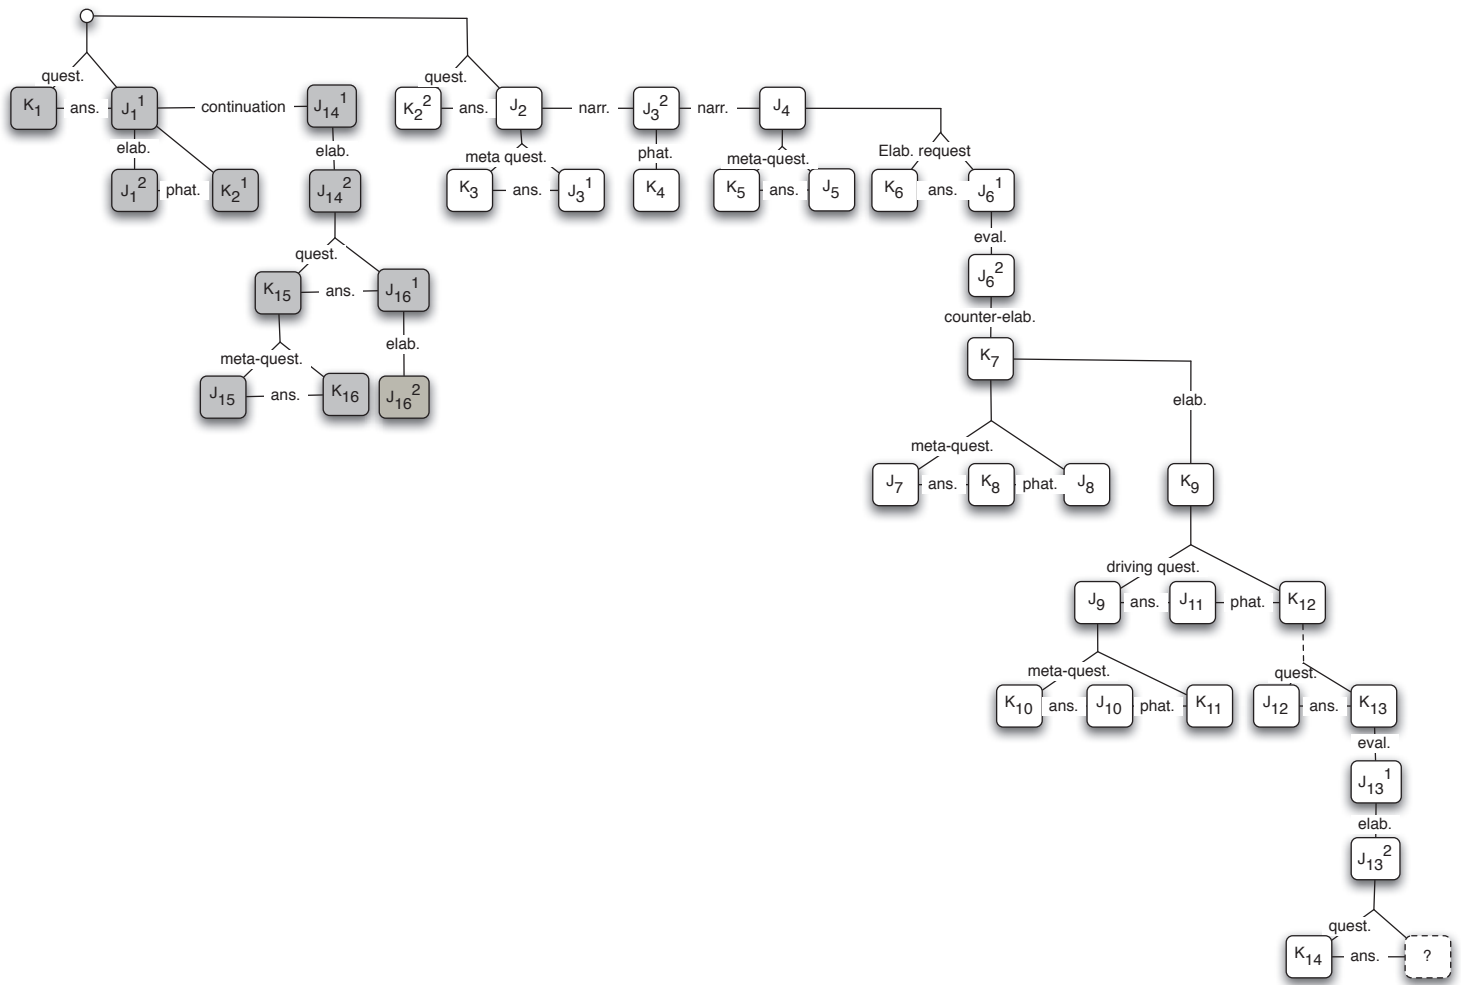 quest. quest.
K1 ans. J1^1 continuation J14^1 K2^2 ans. J2 narr. J3^2 narr. J4
elab. elab. meta quest. phat. meta-quest. Elab. request
J1^2 phat. K2^1 J14^2 K3 ans. J3^1 K4 K5 ans. J5 K6 ans. J6^1
quest. eval.
K15 ans. J16^1 J6^2
counter-elab.
meta-quest. elab. K7
J15 ans. K16 J16^2 elab.
meta-quest.
J7 ans. K8 phat. J8 K9
driving quest.
J9 ans. J11 phat. K12
meta-quest. quest.
K10 ans. J10 phat. K11 J12 ans. K13
eval.
J13^1
elab.
J13^2
quest.
K14 ans. ?